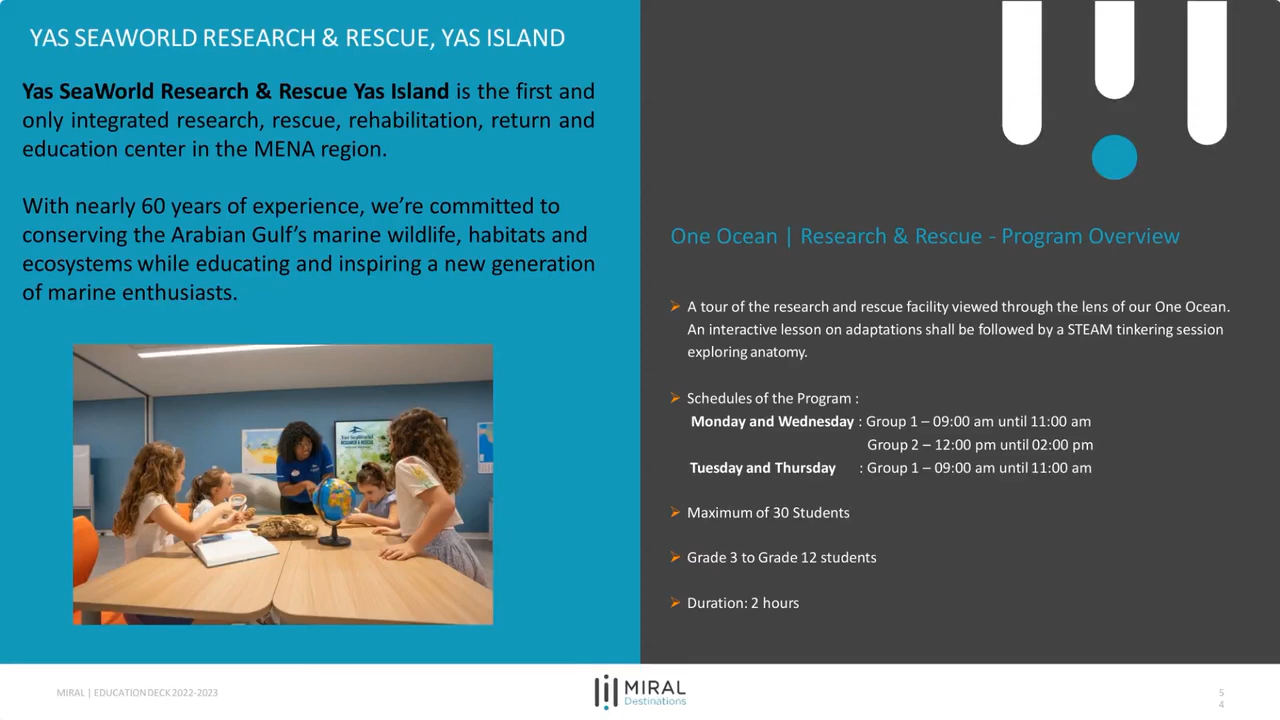 YAS SEAWORLD RESEARCH & RESCUE, YAS ISLAND
Yas SeaWorld Research & Rescue Yas Island is the first and
only integrated research, rescue, rehabilitation, return and
education center in the MENA region.
With nearly 60 years of experience, we’re committed to
conserving the Arabian Gulf’s marine wildlife, habitats and
ecosystems while educating and inspiring a new generation
of marine enthusiasts.
Yas SeaWorld
RESEARCH & RESCUE
One Ocean | Research & Rescue - Program Overview
➢ A tour of the research and rescue facility viewed through the lens of our One Ocean.
An interactive lesson on adaptations shall be followed by a STEAM tinkering session
exploring anatomy.
➢ Schedules of the Program :
Monday and Wednesday : Group 1 – 09:00 am until 11:00 am
Group 2 – 12:00 pm until 02:00 pm
Tuesday and Thursday : Group 1 – 09:00 am until 11:00 am
➢ Maximum of 30 Students
➢ Grade 3 to Grade 12 students
➢ Duration: 2 hours
MIRAL | EDUCATION DECK 2022-2023
MIRAL
Destinations
5
4